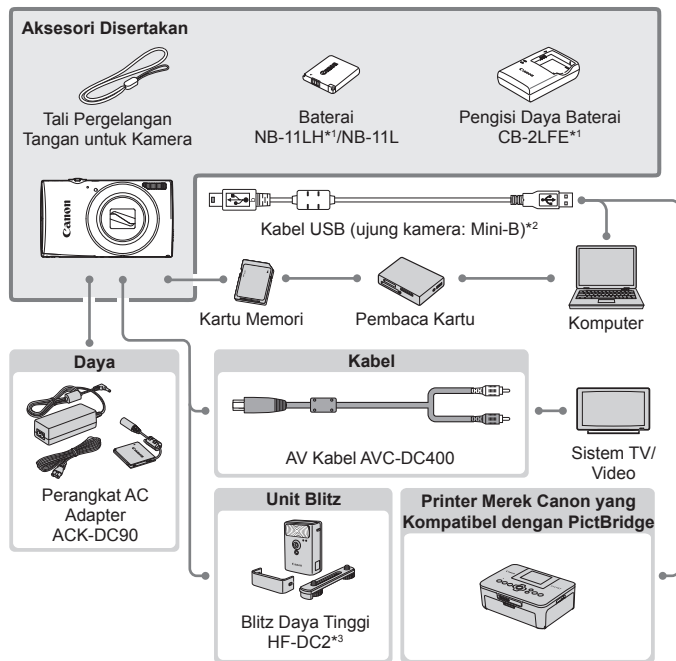 Aksesori Disertakan
Tali Pergelangan
Tangan untuk Kamera
Baterai
NB-11LH*1/NB-11L
Pengisi Daya Baterai
CB-2LFE*1
Canon
Kabel USB (ujung kamera: Mini-B)*2
Kartu Memori
Pembaca Kartu
Komputer
Daya
Perangkat AC
Adapter
ACK-DC90
Kabel
AV Kabel AVC-DC400
Sistem TV/
Video
Unit Blitz
Blitz Daya Tinggi
HF-DC2*3
Printer Merek Canon yang
Kompatibel dengan PictBridge